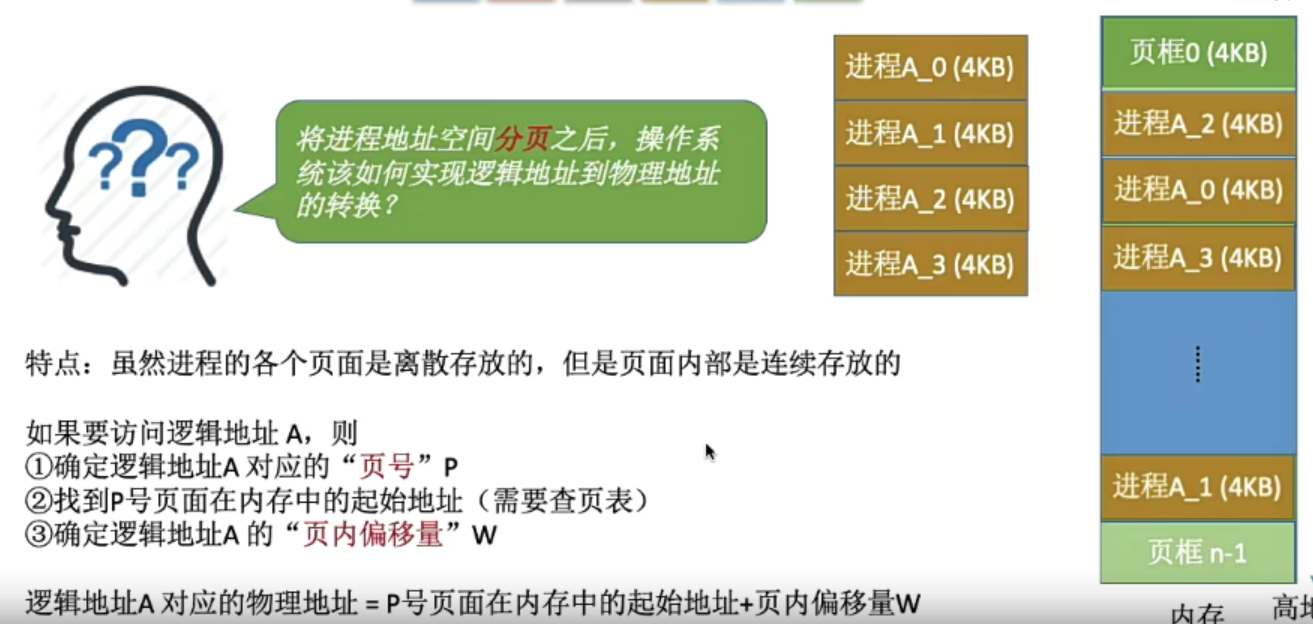 将进程地址空间分页之后，操作系
统该如何实现逻辑地址到物理地址
的转换？
进程A_0 (4KB)
进程A_1 (4KB)
进程A_2 (4KB)
进程A_3 (4KB)
页框0 (4KB)
进程A_2 (4KB)
进程A_0 (4KB)
进程A_3 (4KB)
进程A_1 (4KB)
页框 n-1
内存
特点：虽然进程的各个页面是离散存放的，但是页面内部是连续存放的
如果要访问逻辑地址 A，则
①确定逻辑地址A 对应的“页号”P
②找到P号页面在内存中的起始地址（需要查页表）
③确定逻辑地址A 的“页内偏移量”W
逻辑地址A 对应的物理地址 = P号页面在内存中的起始地址+页内偏移量W